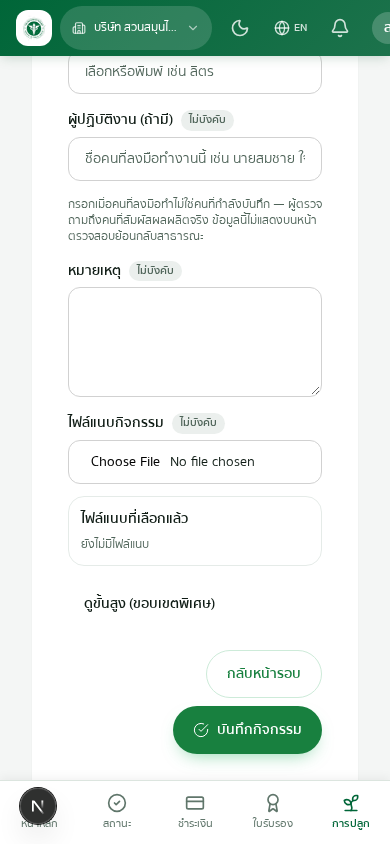 บริษัท สวนสมุนไ...
EN
เลือกหรือพิมพ์ เช่น ลิตร
ผู้ปฏิบัติงาน (ถ้ามี) ไม่บังคับ
ชื่อคนที่ลงมือทำงานนี้ เช่น นายสมชาย
กรอกเมื่อคนที่ลงมือทำไม่ใช่คนที่กำลังบันทึก — ผู้ตรวจ
ถามถึงคนที่สัมผัสผลผลิตจริง ข้อมูลนี้ไม่แสดงบนหน้า
ตรวจสอบย้อนกลับสาธารณะ
หมายเหตุ ไม่บังคับ
ไฟล์แนบกิจกรรม ไม่บังคับ
Choose File No file chosen
ไฟล์แนบที่เลือกแล้ว
ยังไม่มีไฟล์แนบ
ดูขั้นสูง (ขอบเขตพิเศษ)
กลับหน้ารอบ
บันทึกกิจกรรม
N
สถานะ ชำระเงิน ใบรับรอง การปลูก